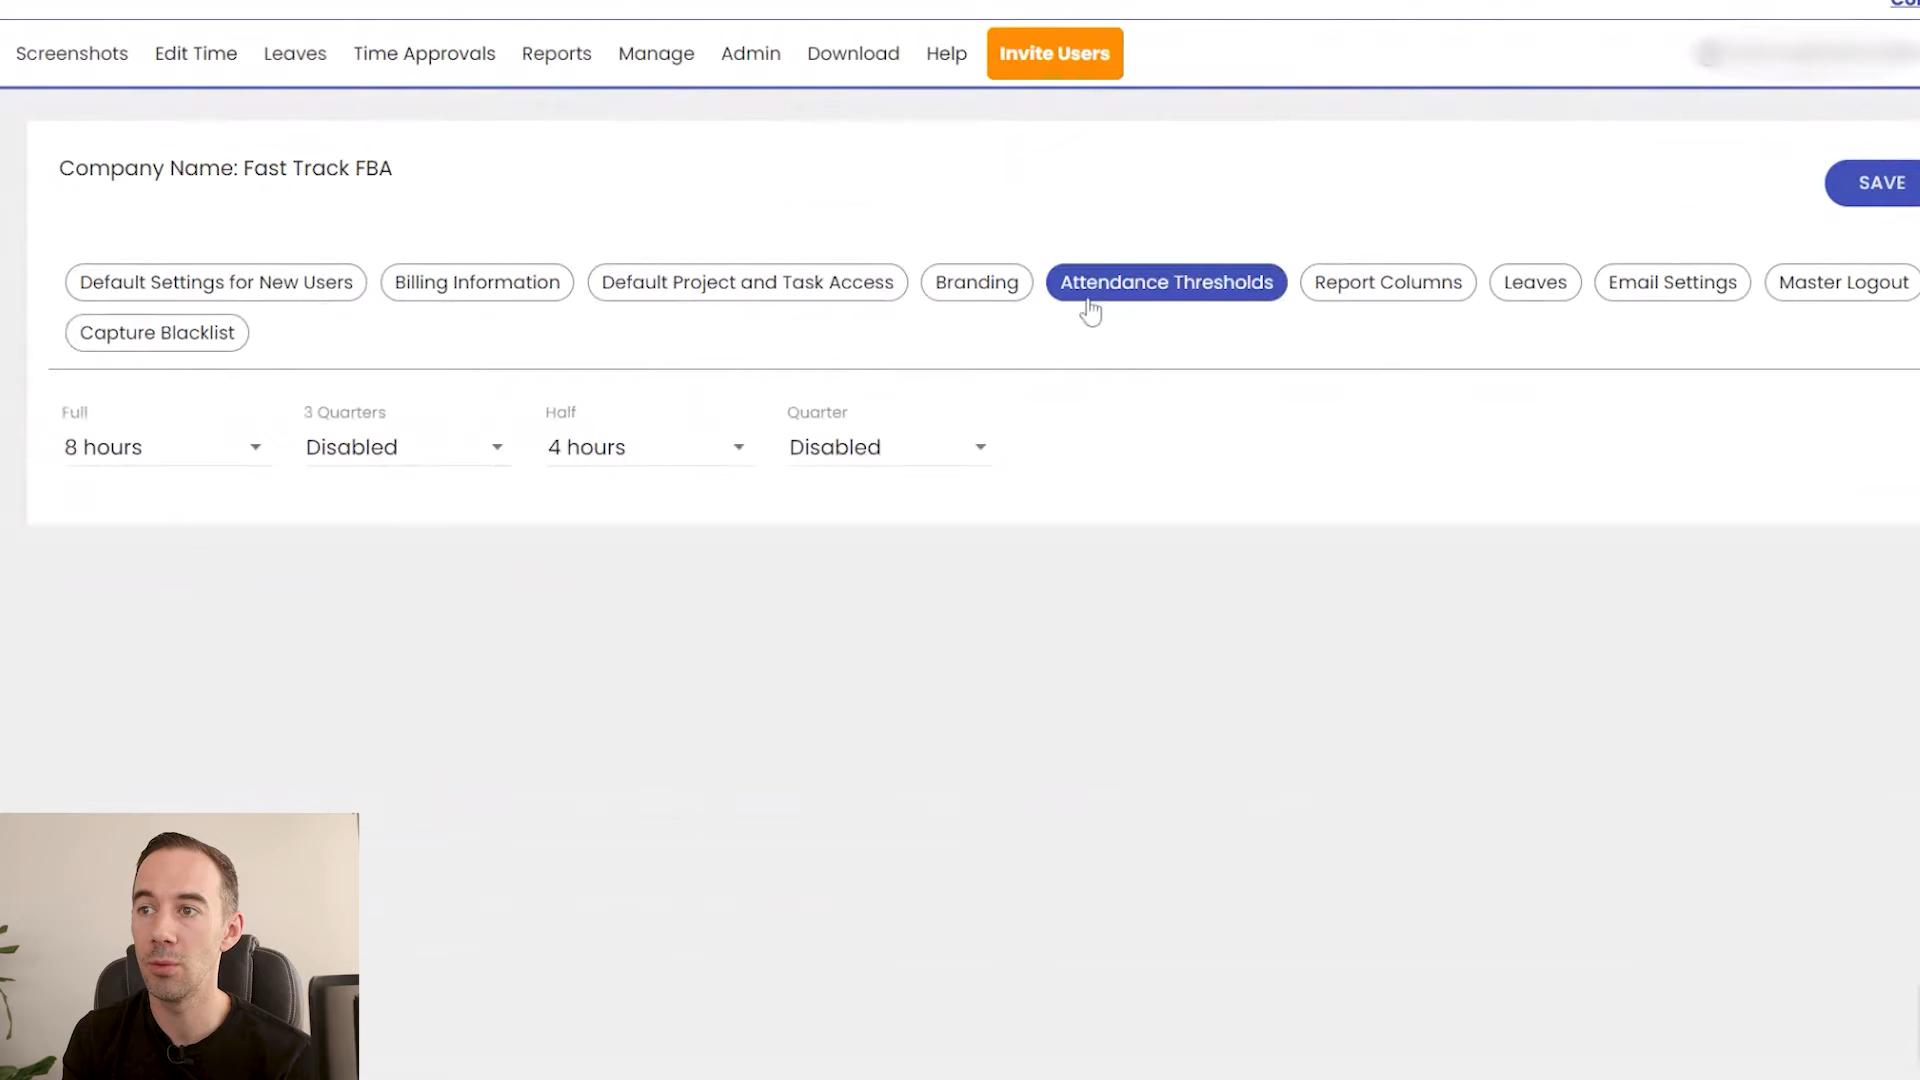 Screenshots Edit Time Leaves Time Approvals Reports Manage Admin Download Help Invite Users
Company Name: Fast Track FBA
SAVE
Default Settings for New Users Billing Information Default Project and Task Access Branding Attendance Thresholds Report Columns Leaves Email Settings Master Logout
Capture Blacklist
Full 3 Quarters Half Quarter
8 hours Disabled 4 hours Disabled